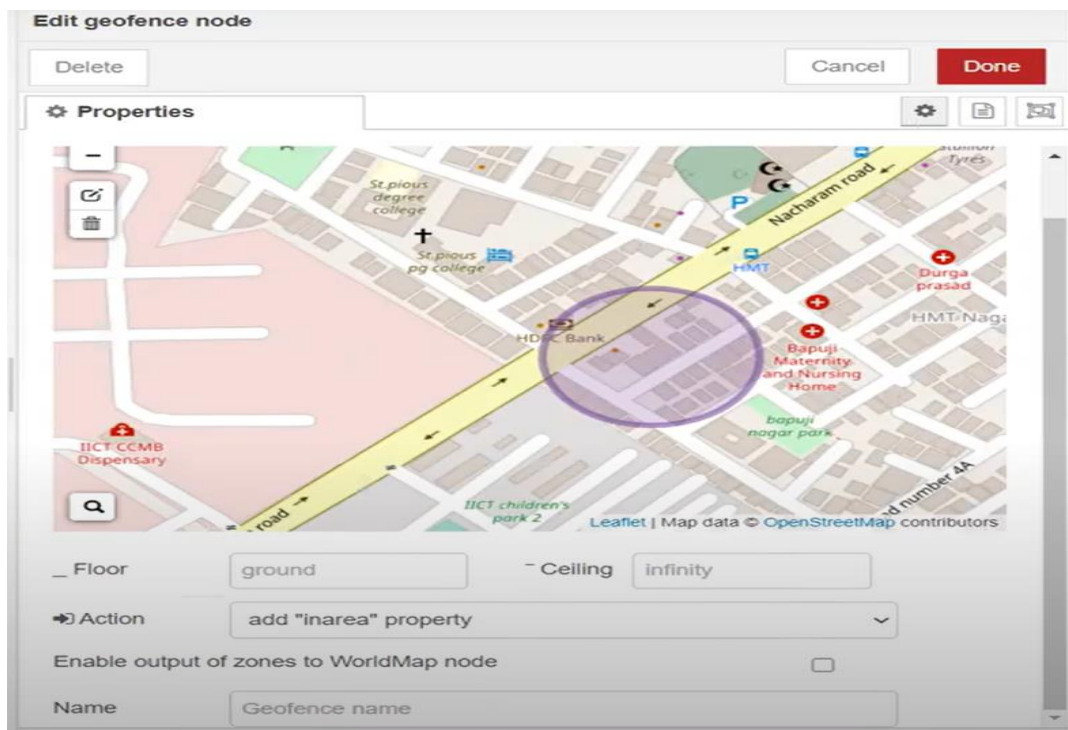 Edit geofence node
Delete
Cancel
Done
Properties
Stallion
Tyres
St.pious
degree
college
Nacharam road
P
St.pious
pg college
HMT
Durga
prasad
HMT Naga
HDFC Bank
Bapuji
Maternity
and Nursing
Home
bapuji
nagar park
IICT CCMB
Dispensary
road
IICT children's
park 2
ad number 4A
Leaflet | Map data © OpenStreetMap contributors
Floor
ground
Ceiling
infinity
Action
add "inarea" property
Enable output of zones to WorldMap node
Name
Geofence name